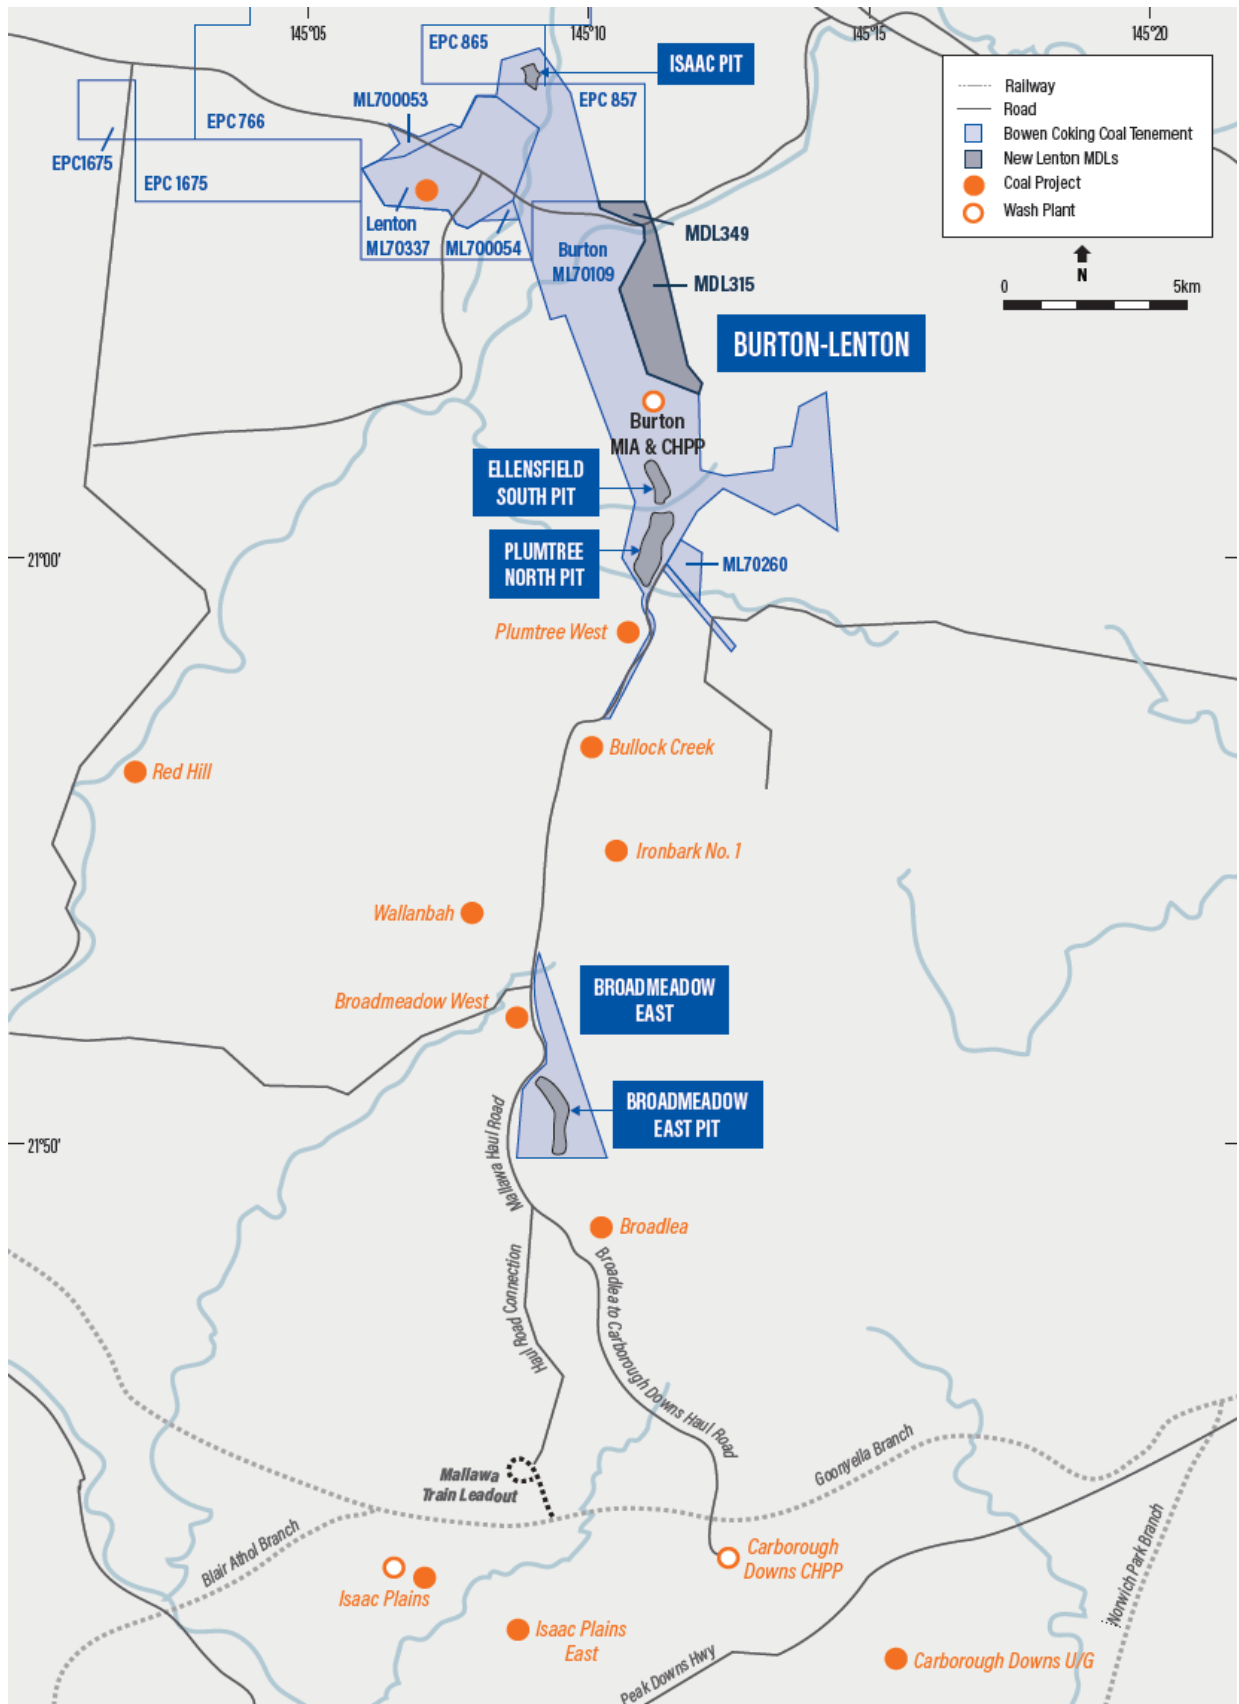 145°05
145°10
145°15
145°20
EPC 865
ISAAC PIT
EPC 857
ML700053
EPC 766
EPC1675
EPC 1675
Lenton
ML70337
ML700054
Burton
ML70109
MDL349
MDL315
Railway
Road
Bowen Coking Coal Tenement
New Lenton MDLs
Coal Project
Wash Plant
N
0
5km
BURTON-LENTON
Burton
MIA & CHPP
ELLENSFIELD
SOUTH PIT
PLUMTREE
NORTH PIT
21°00'
ML70260
Plumtree West
Bullock Creek
Red Hill
Ironbark No. 1
Wallanbah
Broadmeadow West
BROADMEADOW
EAST
BROADMEADOW
EAST PIT
21°50'
Mallawa Haul Road
Broadlea
Haul Road Connection
Broadlea to Carborough Downs Haul Road
Mallawa
Train Leadout
Goonyella Branch
Blair Athol Branch
Carborough
Downs CHPP
Norwich Park Branch
Isaac Plains
Isaac Plains
East
Carborough Downs U/G
Peak Downs Hwy